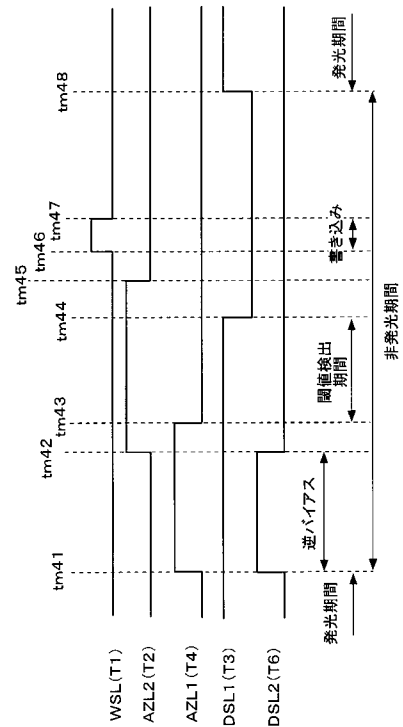 tm41
tm42
tm43
tm44
tm45
tm46
tm47
tm48
WSL(T1)
AZL2(T2)
AZL1(T4)
DSL1(T3)
DSL2(T6)
発光期間
逆バイアス
閾値検出
期間
書き込み
発光期間
非発光期間